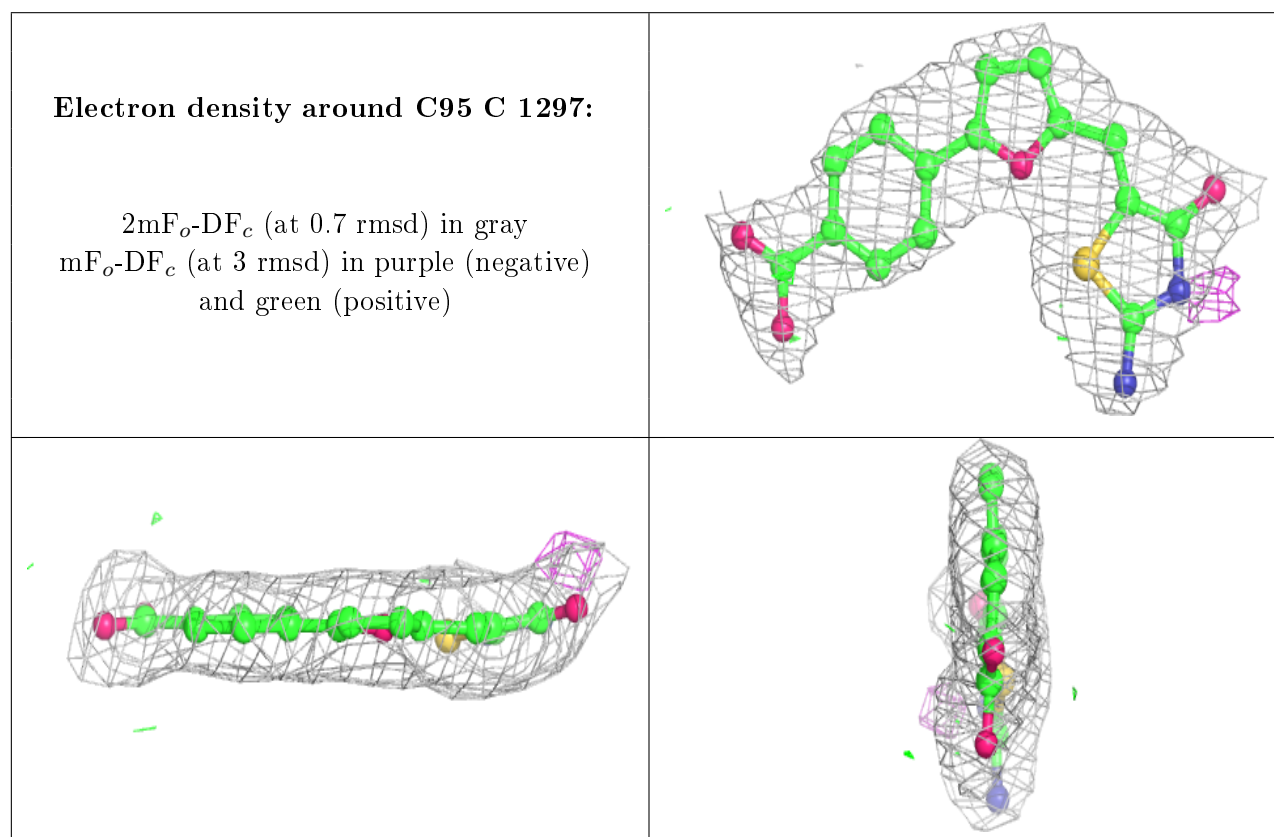 Electron density around C95 C 1297:
2mFo-DFc (at 0.7 rmsd) in gray
mFo-DFc (at 3 rmsd) in purple (negative)
and green (positive)